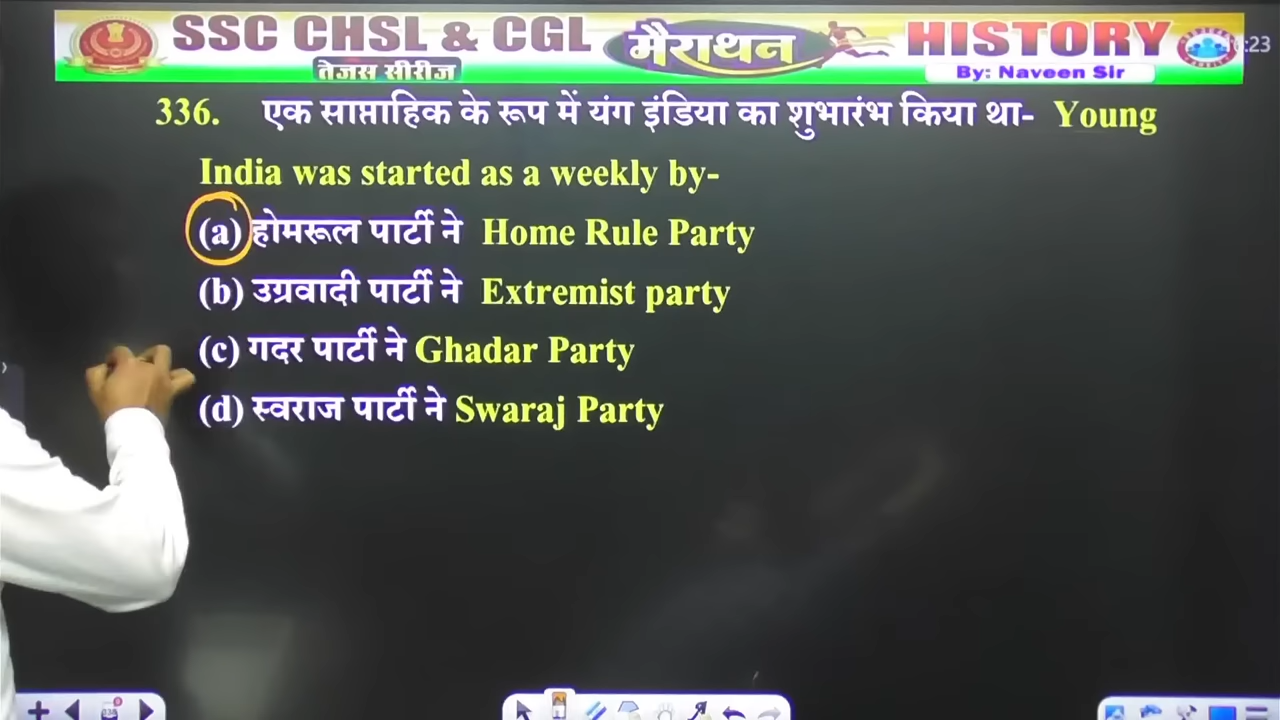 SSC CHSL & CGL मैराथन HISTORY
तेजस सीरीज By: Naveen Sir
336. एक साप्ताहिक के रूप में यंग इंडिया का शुभारंभ किया था- Young
India was started as a weekly by-
(a) होमरूल पार्टी ने Home Rule Party
(b) उग्रवादी पार्टी ने Extremist party
(c) गदर पार्टी ने Ghadar Party
(d) स्वराज पार्टी ने Swaraj Party